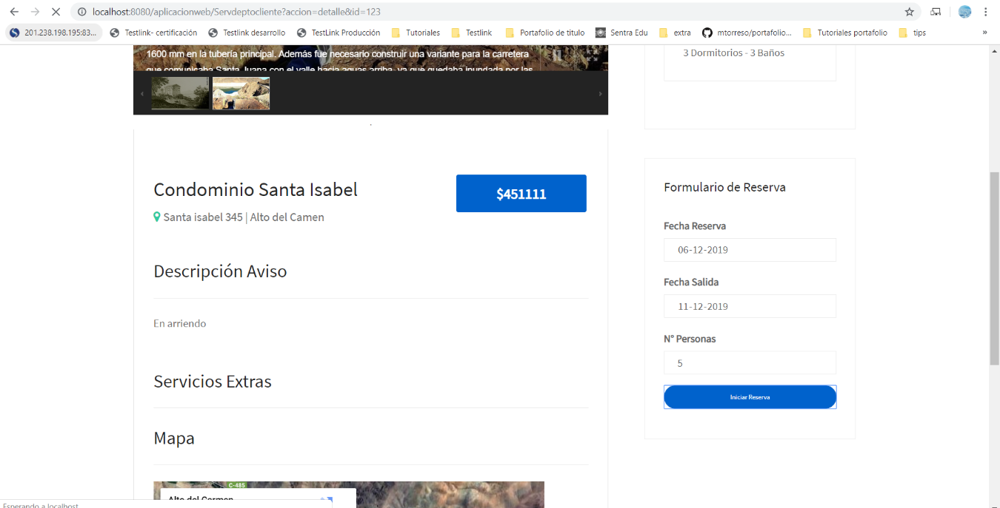 localhost:8080/aplicacionweb/Servdeptocliente?accion=detalle&id=123
201.238.198.195:83... Testlink- certificación Testlink desarrollo TestLink Producción Tutoriales Testlink Portafolio de titulo Sentra Edu extra mtorreso/portafolio... Tutoriales portafolio tips »
1600 mm en la tubería principal. Además fue necesario construir una variante para la carretera
que comunicaba Santa Juana con el valle hacia aguas arriba, ya que quedaba inundada por las
3 Dormitorios - 3 Baños
Condominio Santa Isabel
$451111
Santa isabel 345 | Alto del Camen
Descripción Aviso
En arriendo
Servicios Extras
Mapa
C-485
Alto del Carmen
Formulario de Reserva
Fecha Reserva
06-12-2019
Fecha Salida
11-12-2019
N° Personas
5
Iniciar Reserva
Esperando a localhost